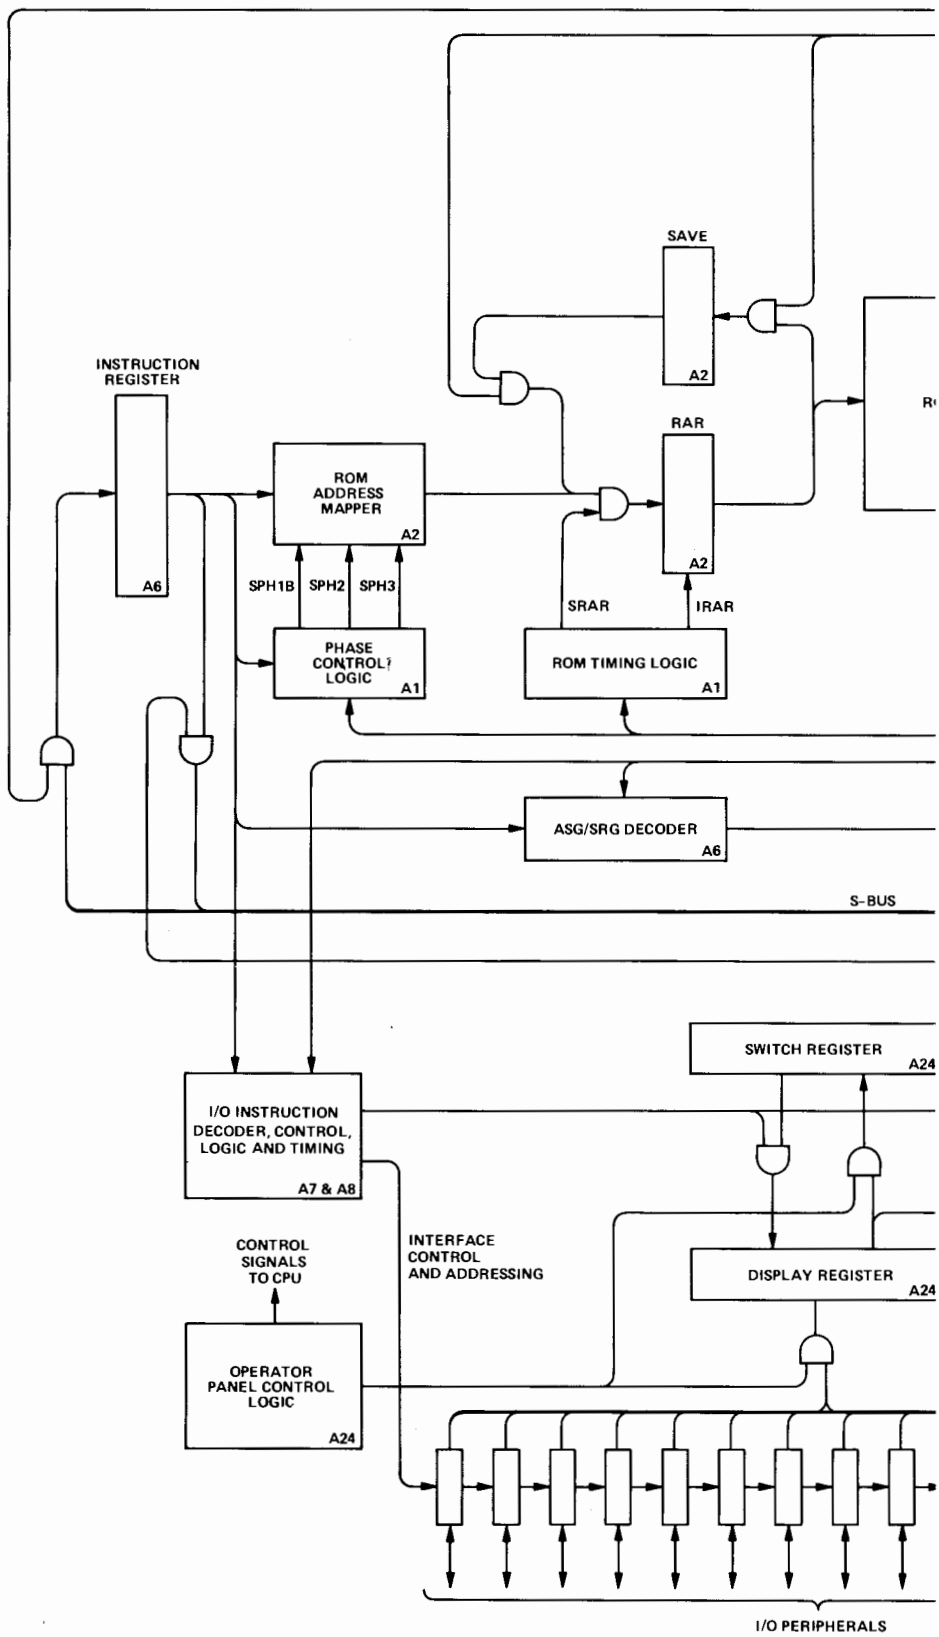 SAVE
A2
INSTRUCTION
REGISTER
A6
RAR
A2
ROM
ADDRESS
MAPPER
A2
SPH1B
SPH2
SPH3
SRAR
IRAR
PHASE
CONTROL
LOGIC
A1
ROM TIMING LOGIC
A1
ASG/SRG DECODER
A6
S-BUS
SWITCH REGISTER
A24
I/O INSTRUCTION
DECODER, CONTROL,
LOGIC AND TIMING
A7 & A8
INTERFACE
CONTROL
AND ADDRESSING
CONTROL
SIGNALS
TO CPU
DISPLAY REGISTER
A24
OPERATOR
PANEL CONTROL
LOGIC
A24
I/O PERIPHERALS